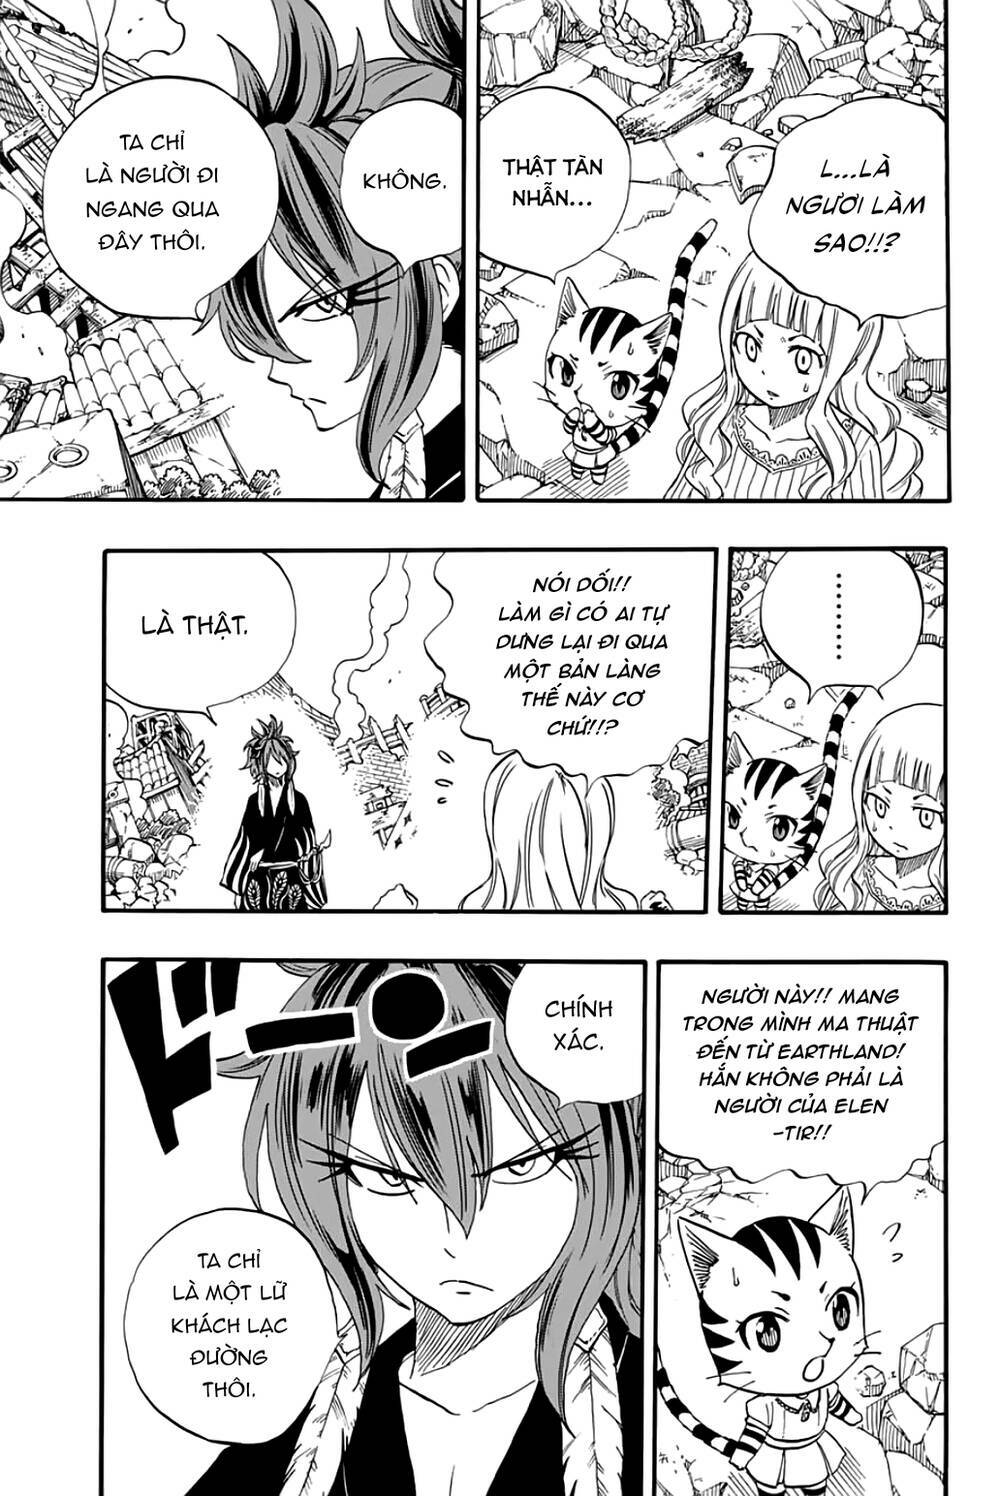 L...LÀ
NGƯƠI LÀM
SAO!!?
THẬT TÀN
NHẪN...
KHÔNG.
TA CHỈ
LÀ NGƯỜI ĐI
NGANG QUA
ĐÂY THÔI.
.........
NÓI DỐI!!
LÀM GÌ CÓ AI TỰ
DƯNG LẠI ĐI QUA
MỘT BẢN LÀNG
THẾ NÀY CƠ
CHỨ!!?
LÀ THẬT.
NGƯỜI NÀY!! MANG
TRONG MÌNH MA THUẬT
ĐẾN TỪ EARTHLAND!
HẮN KHÔNG PHẢI LÀ
NGƯỜI CỦA ELEN
-TIR!!
CHÍNH
XÁC.
ドーン
TA CHỈ
LÀ MỘT LỮ
KHÁCH LẠC
ĐƯỜNG
THÔI.